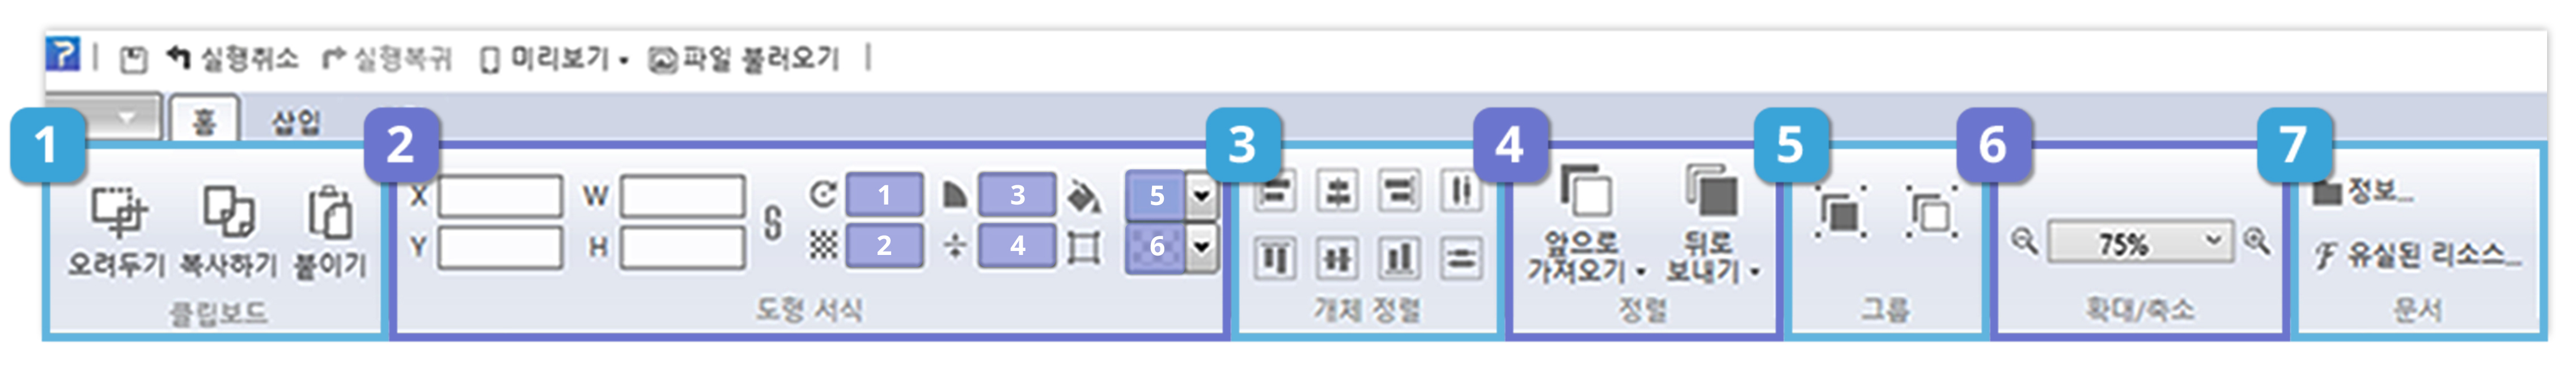 실행취소 실행복귀 미리보기 파일 불러오기
홈 삽입
1 2 3 4 5 6 7
X W 1 3 5
Y H 2 4 6
오려두기 복사하기 붙이기
클립보드
도형 서식
개체 정렬
앞으로 가져오기
뒤로 보내기
정렬
그룹
75%
확대/축소
정보...
유실된 리소스...
문서